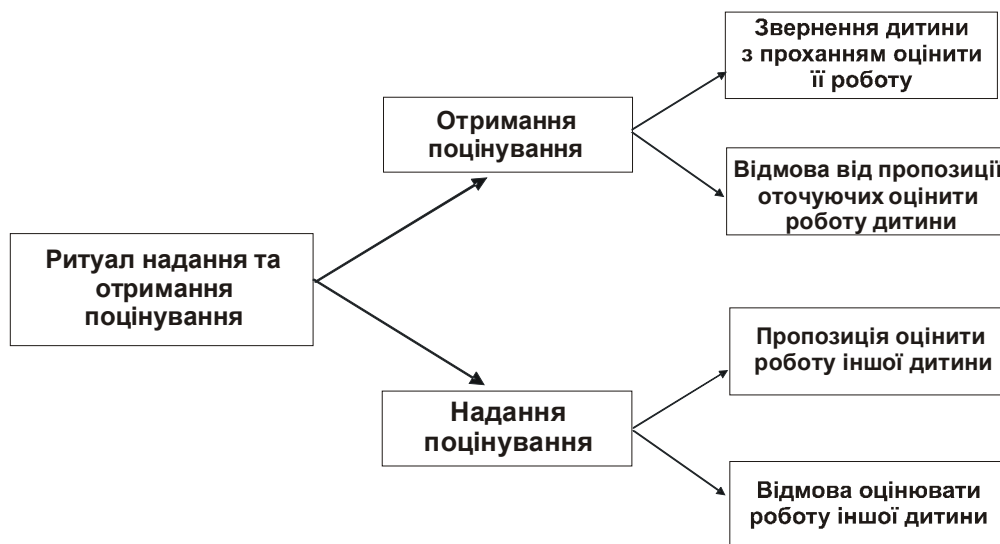 Звернення дитини
з проханням оцінити
її роботу
Отримання
поцінування
Відмова від пропозиції
оточуючих оцінити
роботу дитини
Ритуал надання та
отримання
поцінування
Пропозиція оцінити
роботу іншої дитини
Надання
поцінування
Відмова оцінювати
роботу іншої дитини